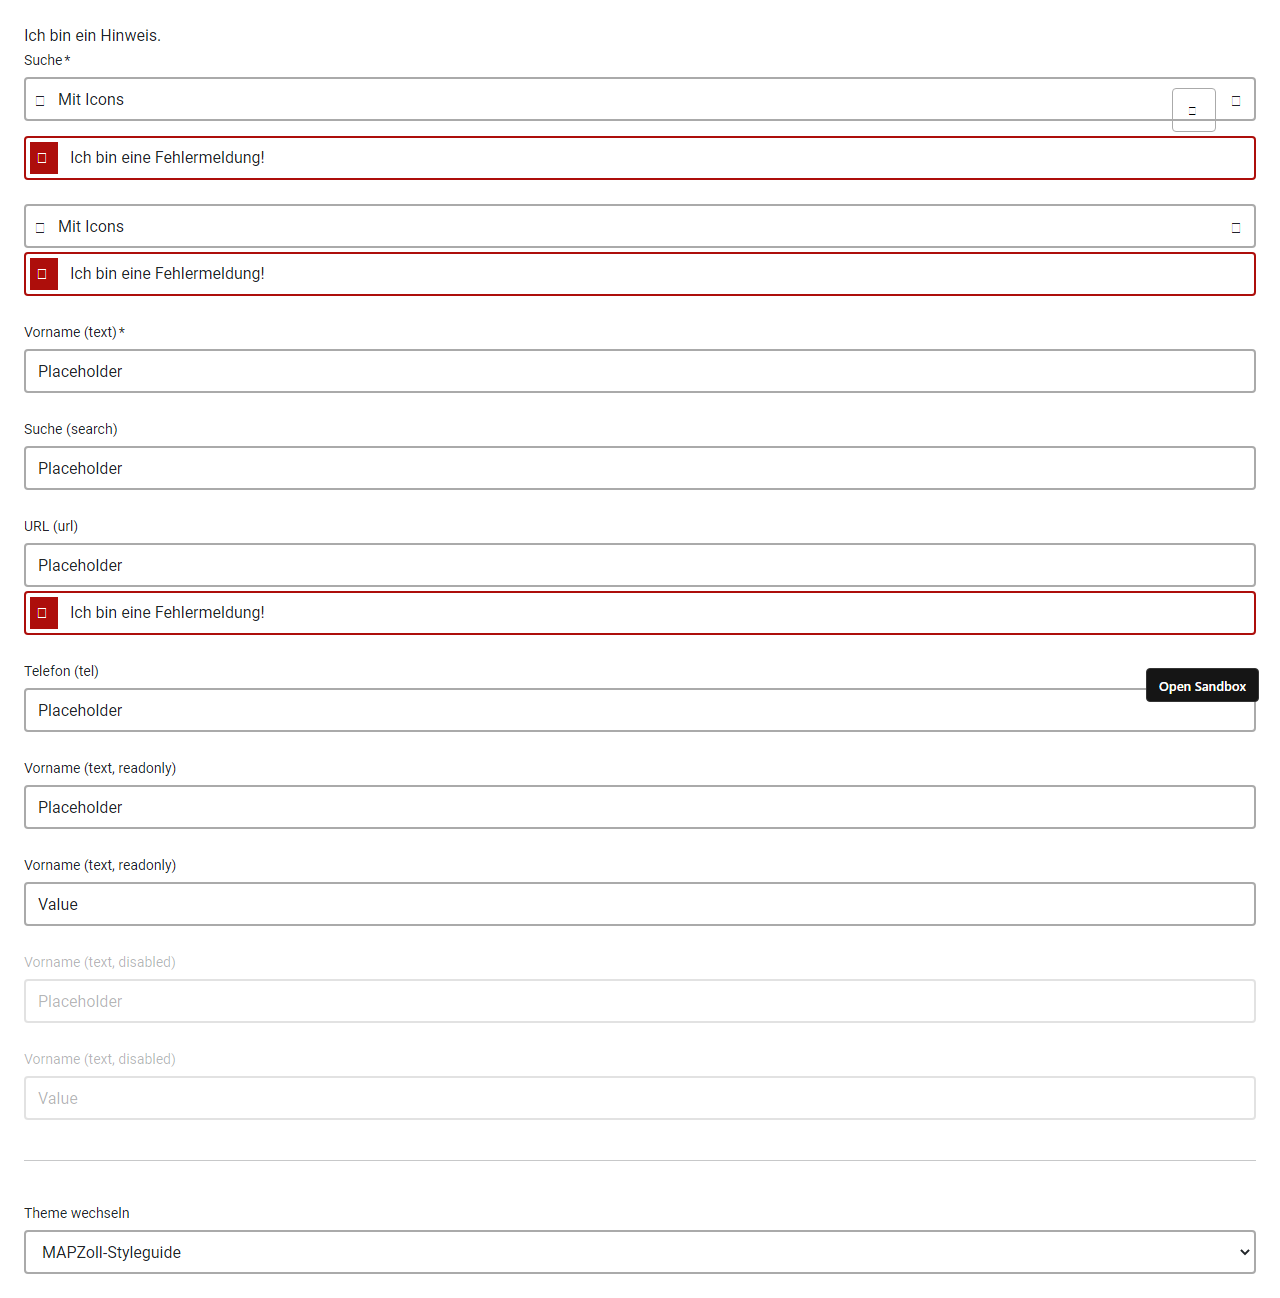 Ich bin ein Hinweis.
Suche*
Mit Icons
Ich bin eine Fehlermeldung!
Mit Icons
Ich bin eine Fehlermeldung!
Vorname (text)*
Placeholder
Suche (search)
Placeholder
URL (url)
Placeholder
Ich bin eine Fehlermeldung!
Telefon (tel)
Open Sandbox
Placeholder
Vorname (text, readonly)
Placeholder
Vorname (text, readonly)
Value
Vorname (text, disabled)
Placeholder
Vorname (text, disabled)
Value
Theme wechseln
MAPZoll-Styleguide